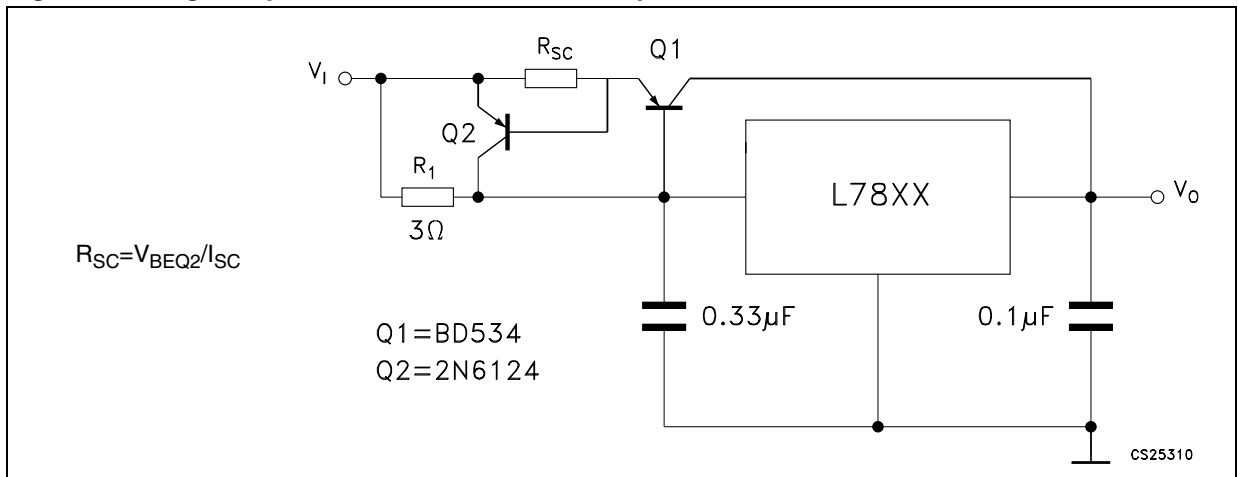 R_SC
Q1
V_I
Q2
R_1
3Ω
L78XX
V_O
R_SC=V_BEQ2/I_SC
0.33µF
0.1µF
Q1=BD534
Q2=2N6124
CS25310